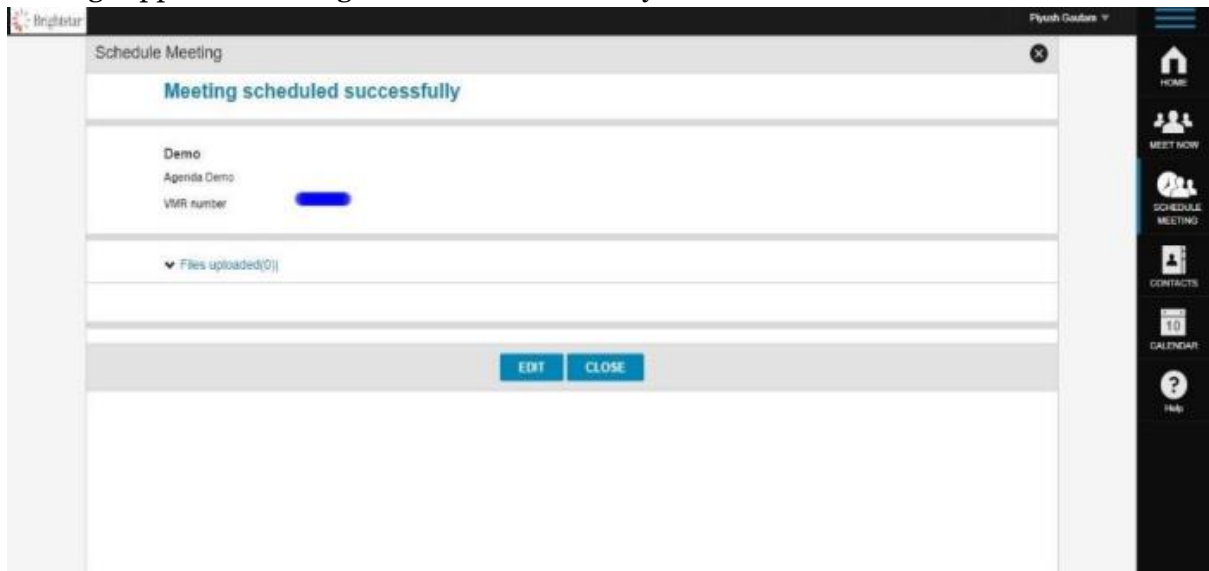 Brightstar
Piyush Gautam
Schedule Meeting
Meeting scheduled successfully
Demo
Agenda Demo
VMR number
Files uploaded(0)|
EDIT
CLOSE
HOME
MEET NOW
SCHEDULE
MEETING
CONTACTS
10
CALENDAR
?
Help